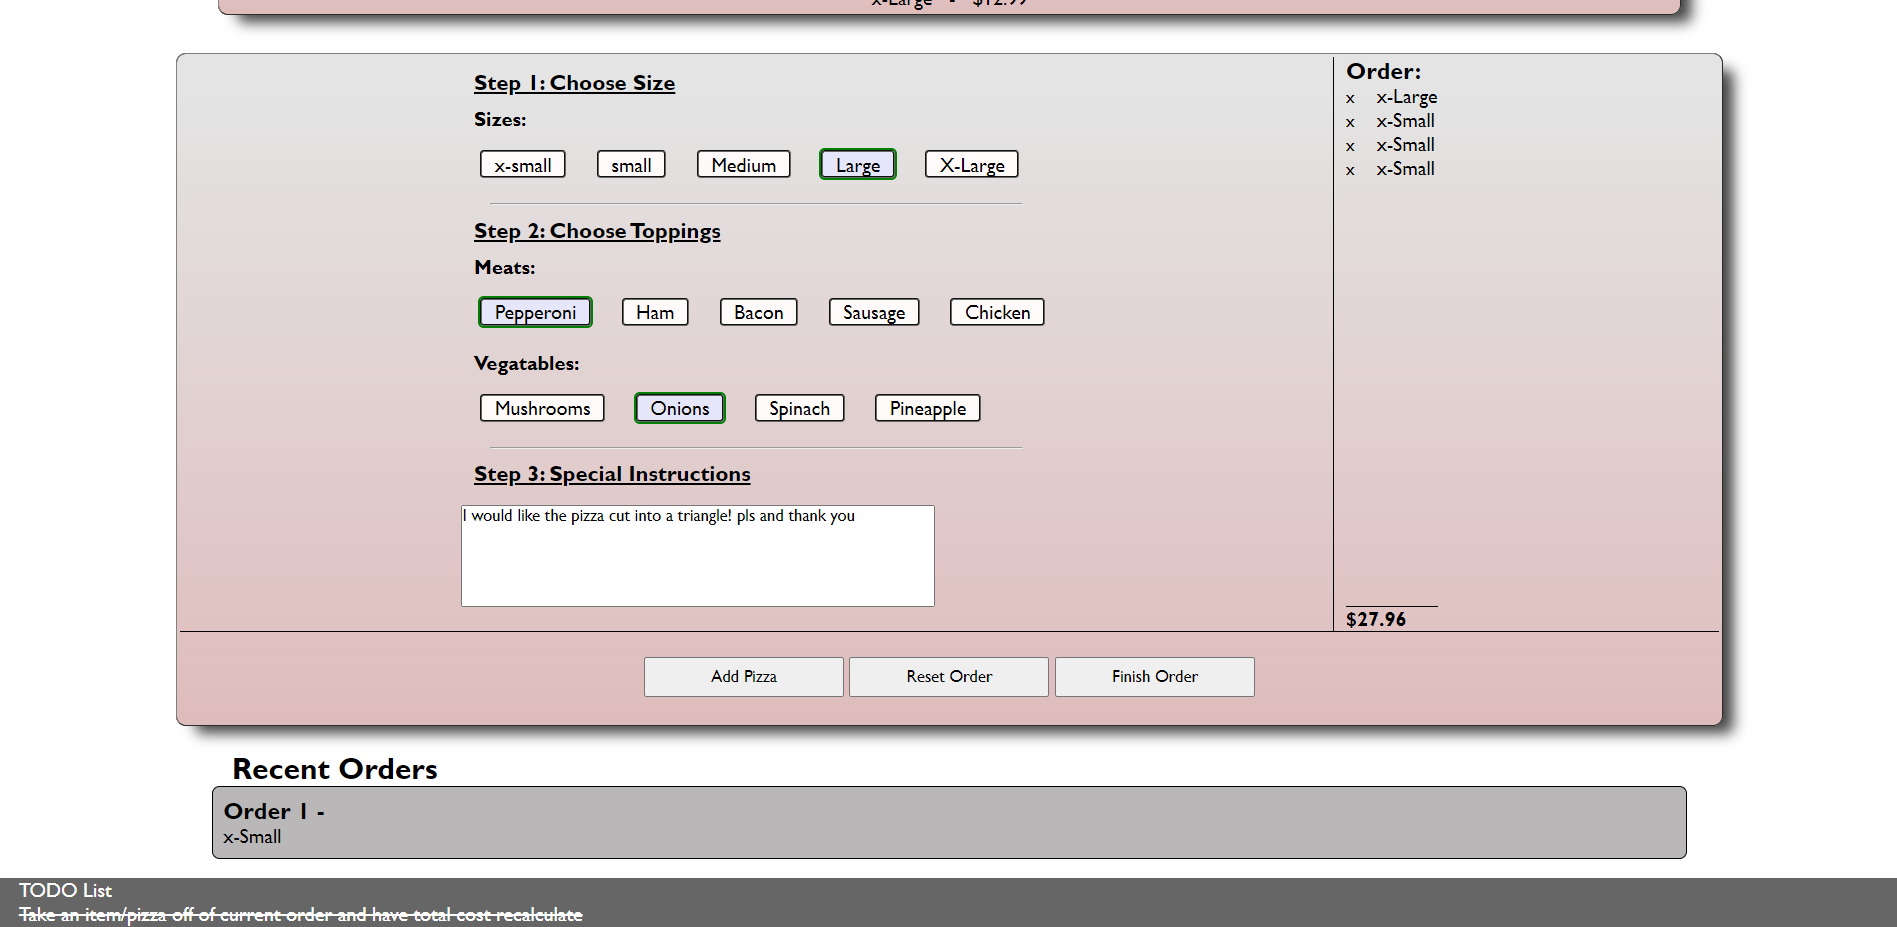 x-Large - $12.99
Step 1: Choose Size
Sizes:
x-small small Medium Large X-Large
Step 2: Choose Toppings
Meats:
Pepperoni Ham Bacon Sausage Chicken
Vegatables:
Mushrooms Onions Spinach Pineapple
Step 3: Special Instructions
I would like the pizza cut into a triangle! pls and thank you
Order:
x x-Large
x x-Small
x x-Small
x x-Small
$27.96
Add Pizza Reset Order Finish Order
Recent Orders
Order 1 -
x-Small
TODO List
Take an item/pizza off of current order and have total cost recalculate